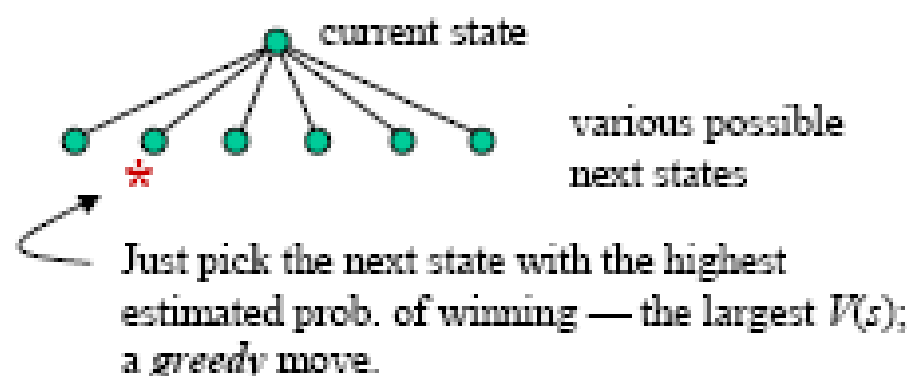 current state
various possible
next states
*
Just pick the next state with the highest
estimated prob. of winning — the largest V(s);
a greedy move.